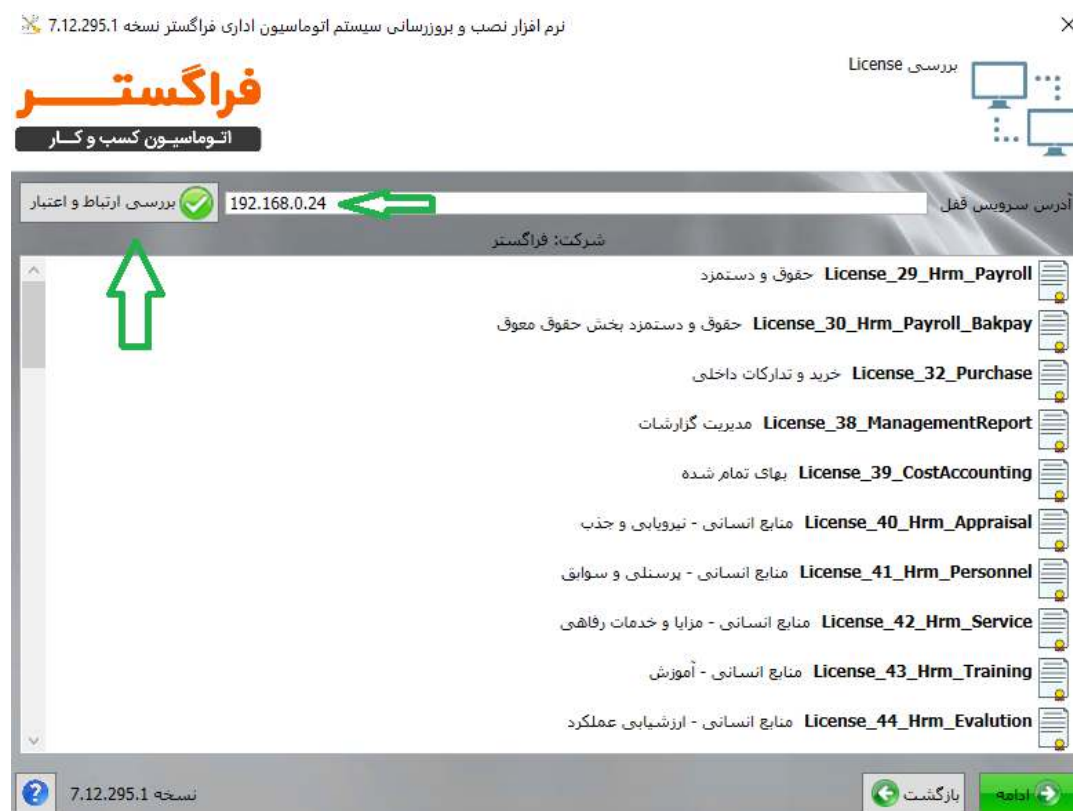 نرم افزار نصب و بروزرسانی سیستم اتوماسیون اداری فراگستر نسخه 7.12.295.1
بررسی License
فراگستر
اتوماسیون کسب و کار
آدرس سرویس قفل 192.168.0.24 بررسی ارتباط و اعتبار
شرکت: فراگستر
License_29_Hrm_Payroll حقوق و دستمزد
License_30_Hrm_Payroll_Bakpay حقوق و دستمزد بخش حقوق معوق
License_32_Purchase خرید و تدارکات داخلی
License_38_ManagementReport مدیریت گزارشات
License_39_CostAccounting بهای تمام شده
License_40_Hrm_Appraisal منابع انسانی - نیرویابی و جذب
License_41_Hrm_Personnel منابع انسانی - پرسنلی و سوابق
License_42_Hrm_Service منابع انسانی - مزایا و خدمات رفاهی
License_43_Hrm_Training منابع انسانی - آموزش
License_44_Hrm_Evalution منابع انسانی - ارزشیابی عملکرد
ادامه بازگشت نسخه 7.12.295.1